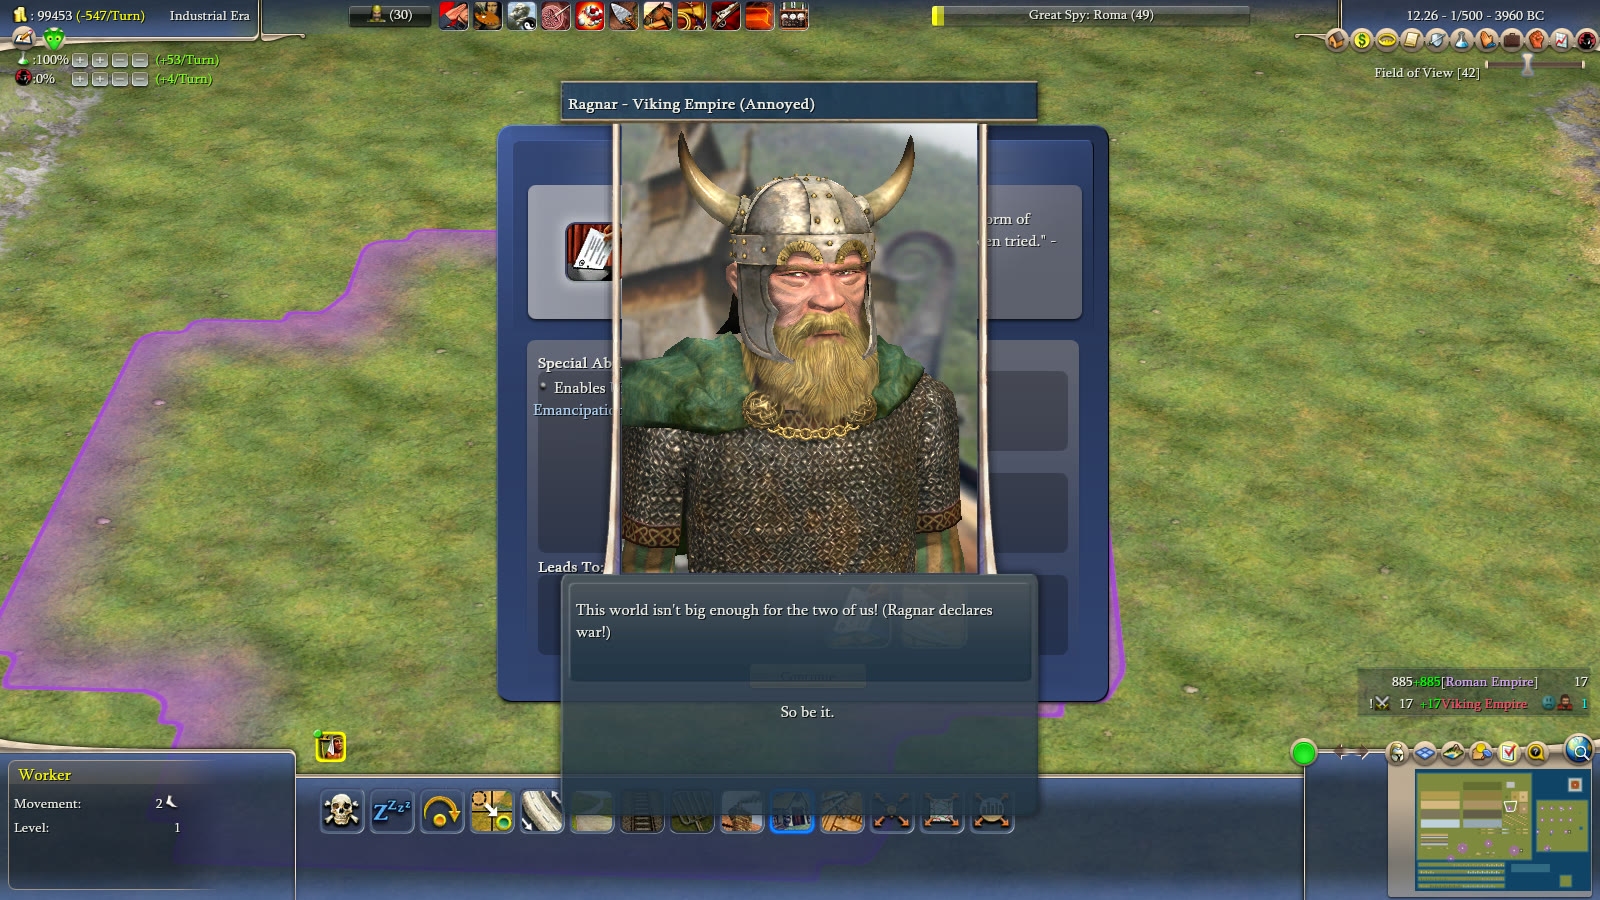 : 99453 (-547/Turn) Industrial Era
(30)
Great Spy: Roma (49)
12.26 - 1/500 - 3960 BC
:100% (+53/Turn)
:0% (+4/Turn)
Field of View [42]
Ragnar - Viking Empire (Annoyed)
orm of
en tried." -
Special Ab
Enables
Emancipatio
Leads To:
This world isn't big enough for the two of us! (Ragnar declares
war!)
Continue
So be it.
885+885[Roman Empire] 17
! 17 +17Viking Empire 1
Worker
Movement: 2
Level: 1
ZZzzz